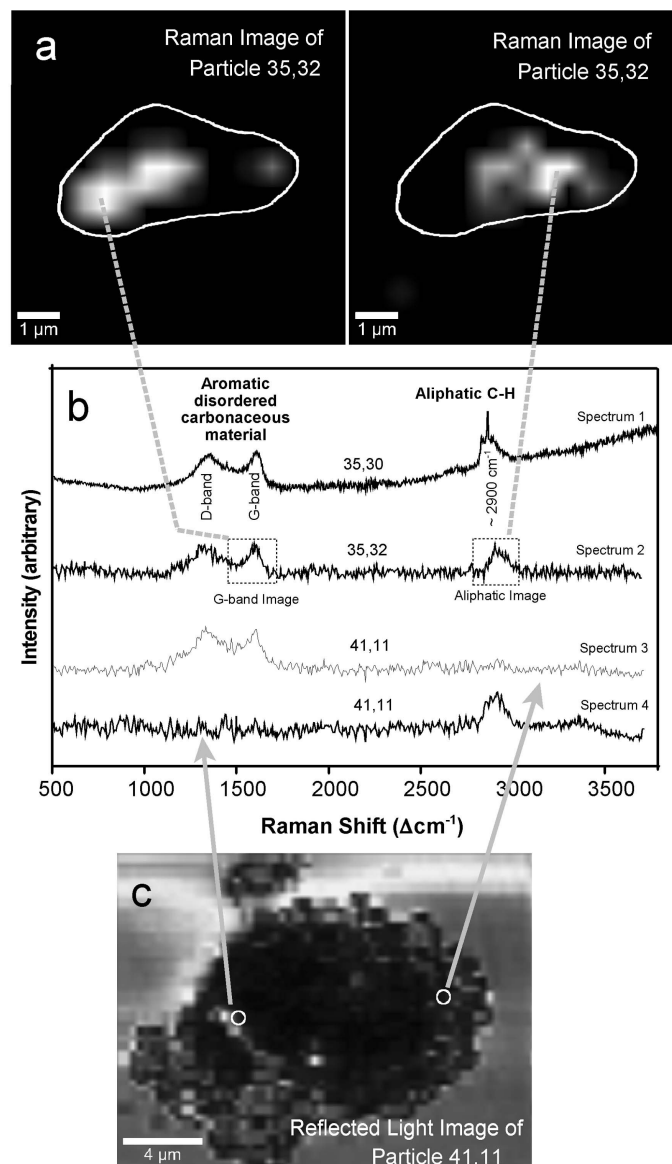 a
Raman Image of
Particle 35,32
1 µm
Raman Image of
Particle 35,32
1 µm
b
Aromatic
disordered
carbonaceous
material
Aliphatic C-H
Spectrum 1
35,30
D-band
G-band
~ 2900 cm⁻¹
35,32
Spectrum 2
G-band Image
Aliphatic Image
41,11
Spectrum 3
41,11
Spectrum 4
Intensity (arbitrary)
500 1000 1500 2000 2500 3000 3500
Raman Shift (Δcm⁻¹)
c
4 µm
Reflected Light Image of
Particle 41,11